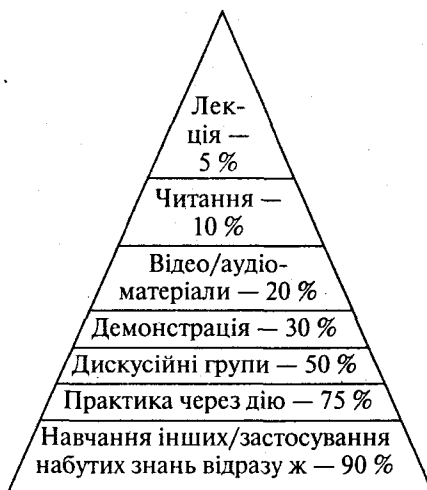 Лек-
ція —
5 %
Читання —
10 %
Відео/аудіо-
матеріали — 20 %
Демонстрація — 30 %
Дискусійні групи — 50 %
Практика через дію — 75 %
Навчання інших/застосування
набутих знань відразу ж — 90 %